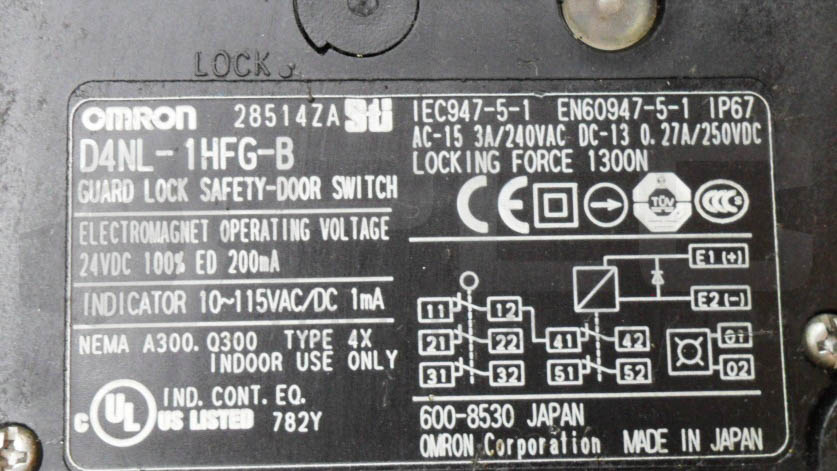 LOCK
OMRON 28514ZA Sti
D4NL-1HFG-B
GUARD LOCK SAFETY-DOOR SWITCH
ELECTROMAGNET OPERATING VOLTAGE
24VDC 100% ED 200mA
INDICATOR 10~115VAC/DC 1mA
NEMA A300. Q300 TYPE 4X
INDOOR USE ONLY
IND. CONT. EQ.
c UL US LISTED 782Y
IEC947-5-1 EN60947-5-1 IP67
AC-15 3A/240VAC DC-13 0.27A/250VDC
LOCKING FORCE 1300N
CE TÜV CCC S
E1 (+)
E2 (-)
11 12
21 22 41 42 01
31 32 51 52 02
600-8530 JAPAN
OMRON Corporation MADE IN JAPAN